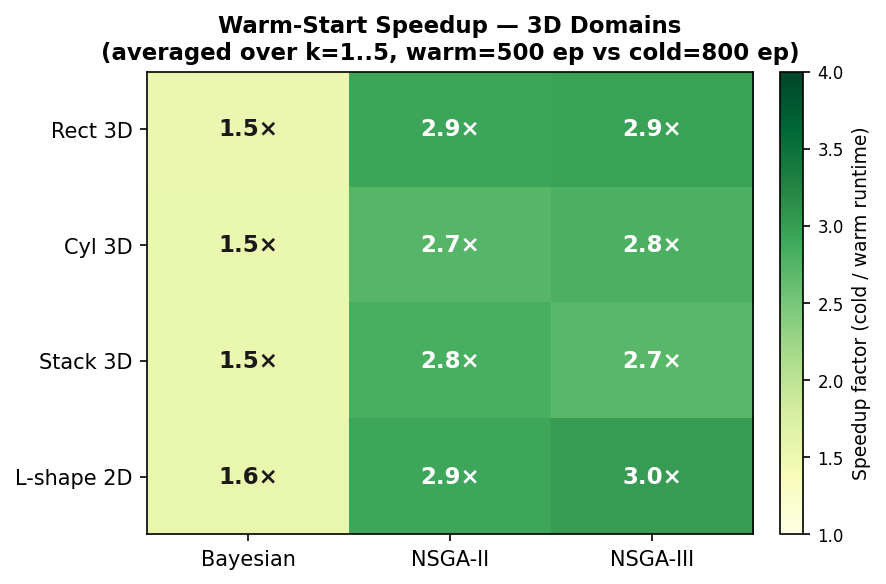 Warm-Start Speedup — 3D Domains
(averaged over k=1..5, warm=500 ep vs cold=800 ep)
Rect 3D 1.5× 2.9× 2.9×
Cyl 3D 1.5× 2.7× 2.8×
Stack 3D 1.5× 2.8× 2.7×
L-shape 2D 1.6× 2.9× 3.0×
Bayesian NSGA-II NSGA-III
4.0
3.5
3.0
2.5
2.0
1.5
1.0
Speedup factor (cold / warm runtime)